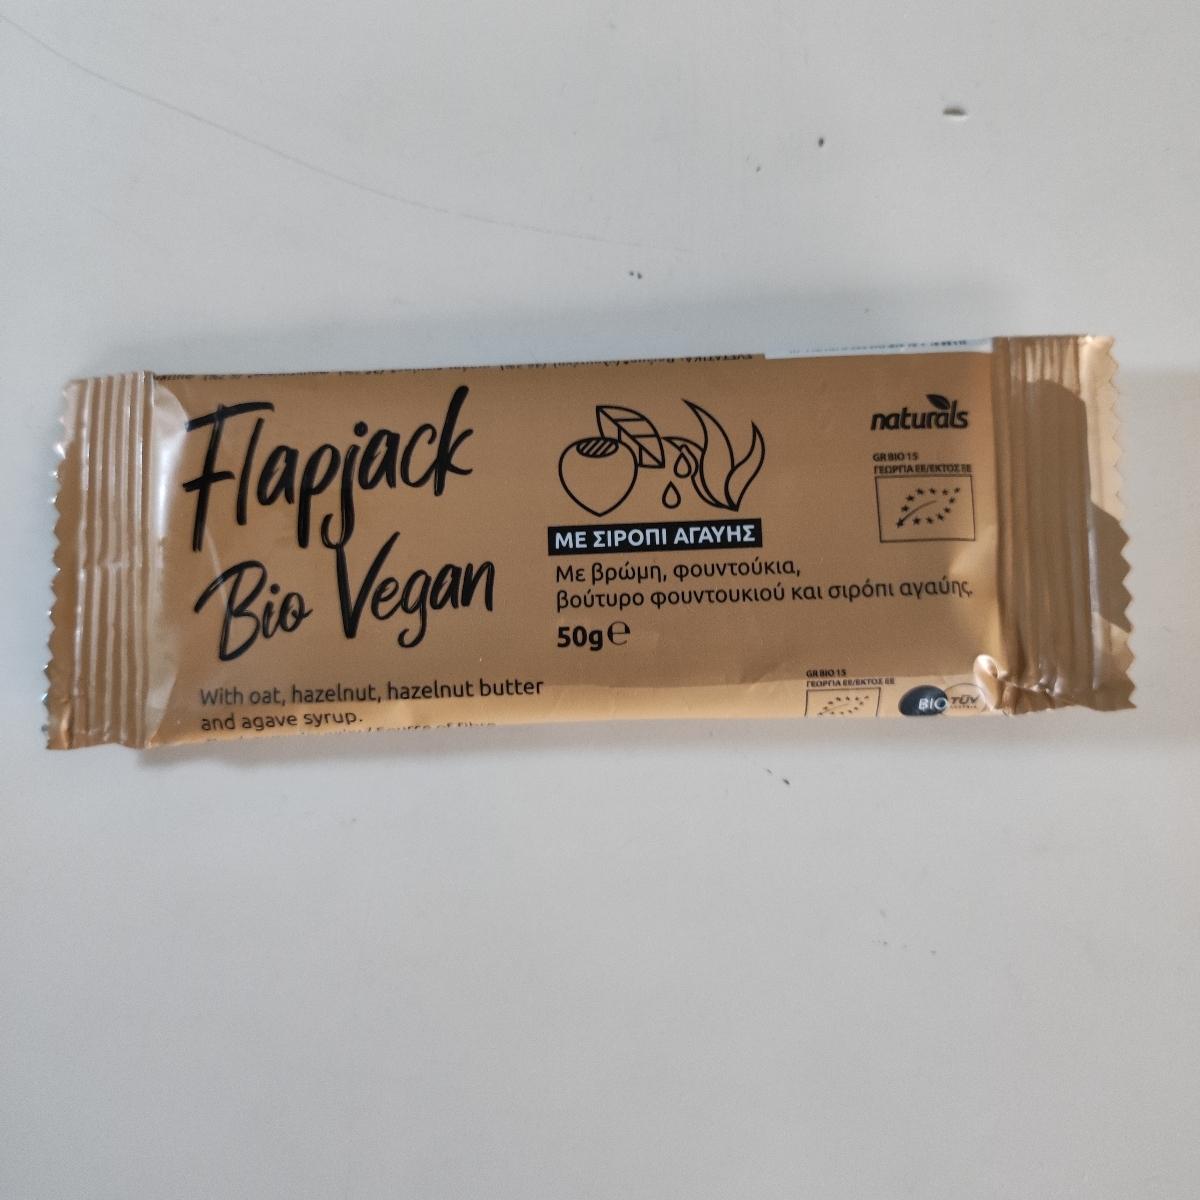 Flapjack
Bio Vegan
With oat, hazelnut, hazelnut butter
and agave syrup.
ΜΕ ΣΙΡΟΠΙ ΑΓΑΥΗΣ
Με βρώμη, φουντούκια,
βούτυρο φουντουκιού και σιρόπι αγαύης.
50g℮
naturals
GR BIO 15
ΓΕΩΡΓΙΑ ΕΕ/ΕΚΤΟΣ ΕΕ
GR BIO 15
ΓΕΩΡΓΙΑ ΕΕ/ΕΚΤΟΣ ΕΕ
BIO TÜV